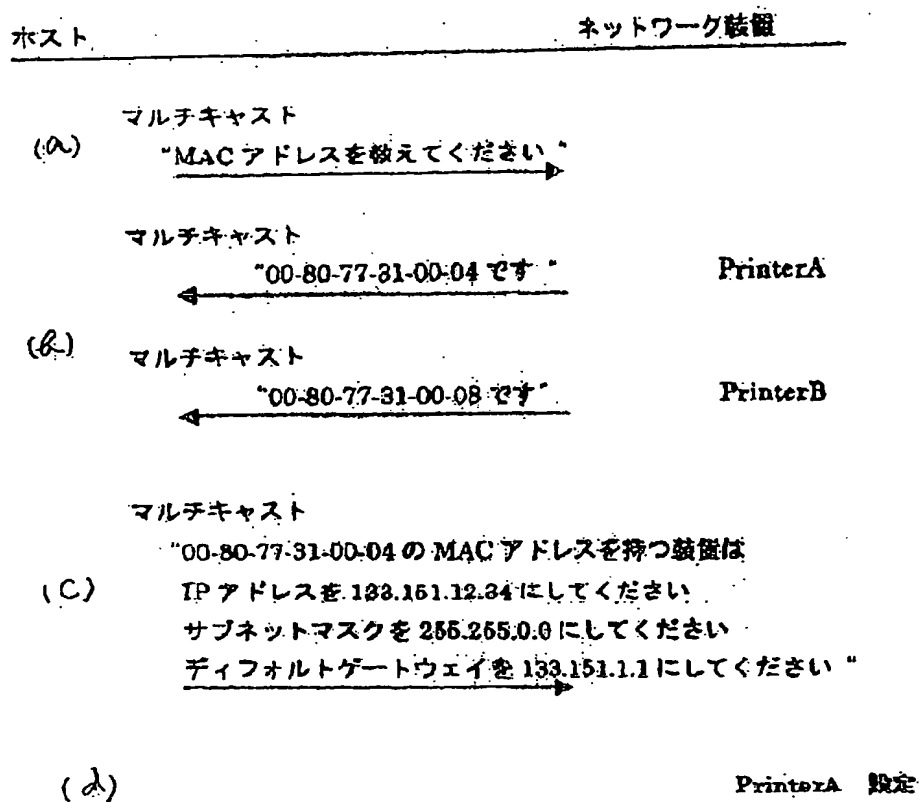 ホスト ネットワーク装置
マルチキャスト
(a) "MACアドレスを教えてください"
マルチキャスト
"00-80-77-31-00-04です" PrinterA
(b) マルチキャスト
"00-80-77-31-00-08です" PrinterB
マルチキャスト
"00-80-77-31-00-04のMACアドレスを持つ装置は
(C) IPアドレスを133.151.12.34にしてください
サブネットマスクを255.255.0.0にしてください
ディフォルトゲートウェイを133.151.1.1にしてください"
(d) PrinterA 設定